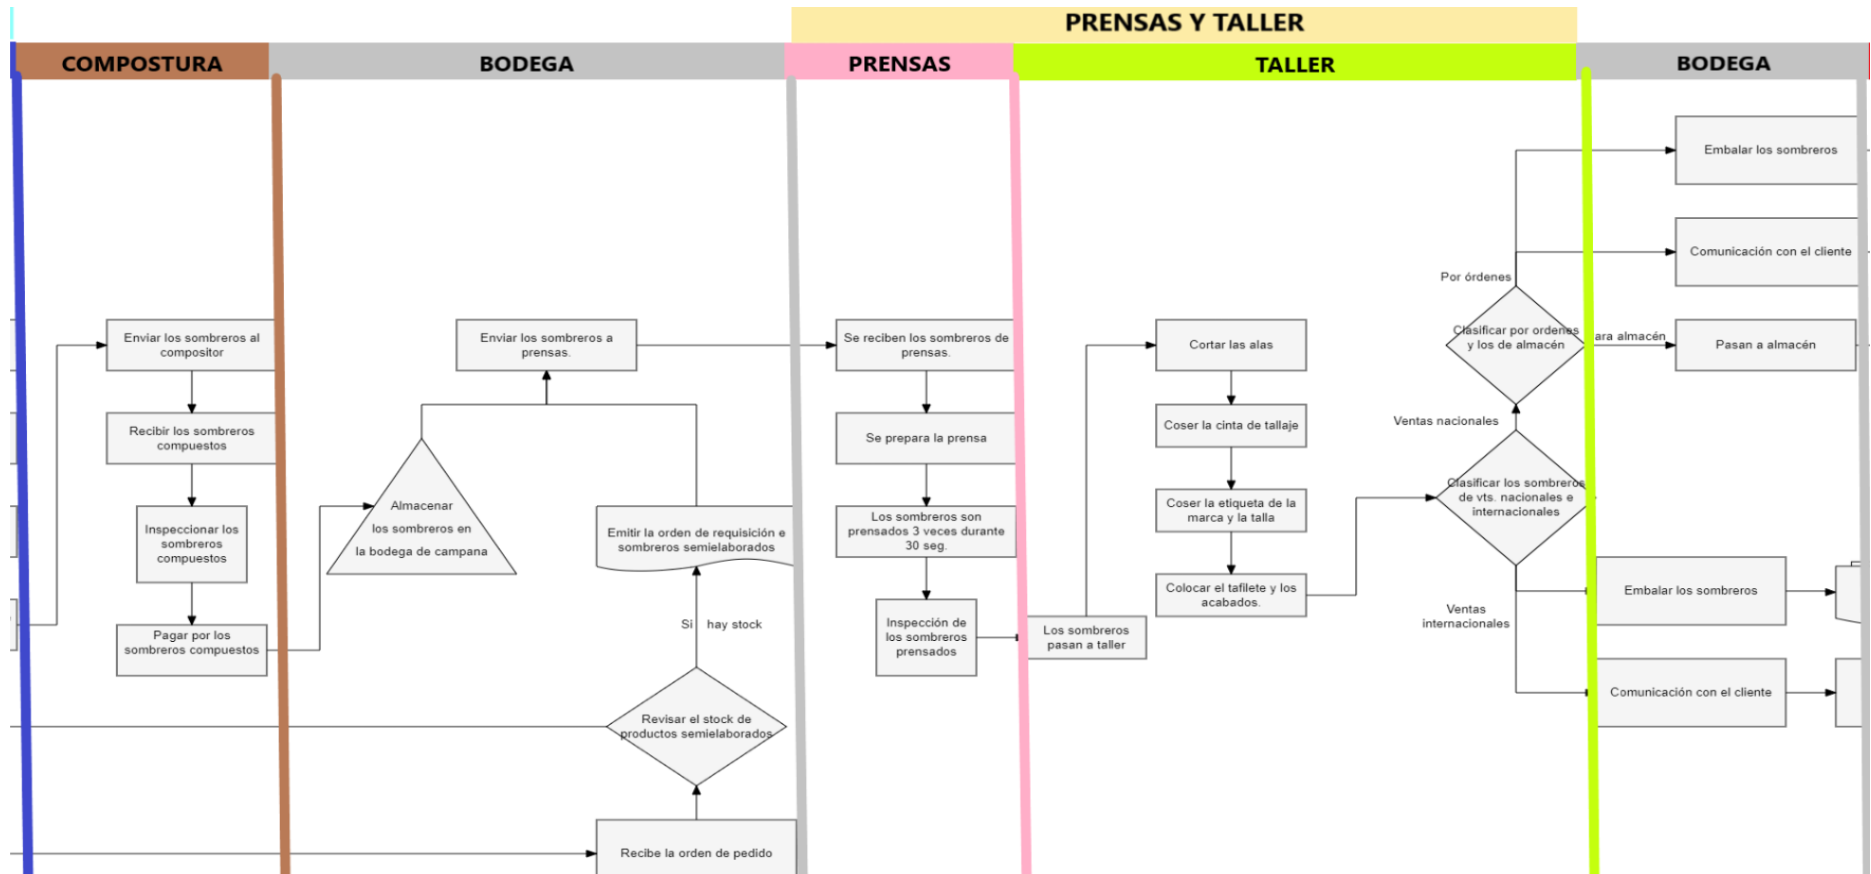 PRENSAS Y TALLER
COMPOSTURA
BODEGA
PRENSAS
TALLER
BODEGA
Enviar los sombreros al
compositor
Recibir los sombreros
compuestos
Inspeccionar los
sombreros
compuestos
Pagar por los
sombreros compuestos
Enviar los sombreros a
prensas.
Almacenar
los sombreros en
la bodega de campana
Emitir la orden de requisición e
sombreros semielaborados
Si hay stock
Revisar el stock de
productos semielaborados
Recibe la orden de pedido
Se reciben los sombreros de
prensas.
Se prepara la prensa
Los sombreros son
prensados 3 veces durante
30 seg.
Inspección de
los sombreros
prensados
Los sombreros
pasan a taller
Cortar las alas
Coser la cinta de tallaje
Coser la etiqueta de la
marca y la talla
Colocar el tafilete y los
acabados.
Por órdenes
Clasificar por ordenes
y los de almacén
ara almacén
Ventas nacionales
Clasificar los sombreros
de vts. nacionales e
internacionales
Ventas
internacionales
Embalar los sombreros
Comunicación con el cliente
Pasan a almacén
Embalar los sombreros
Comunicación con el cliente